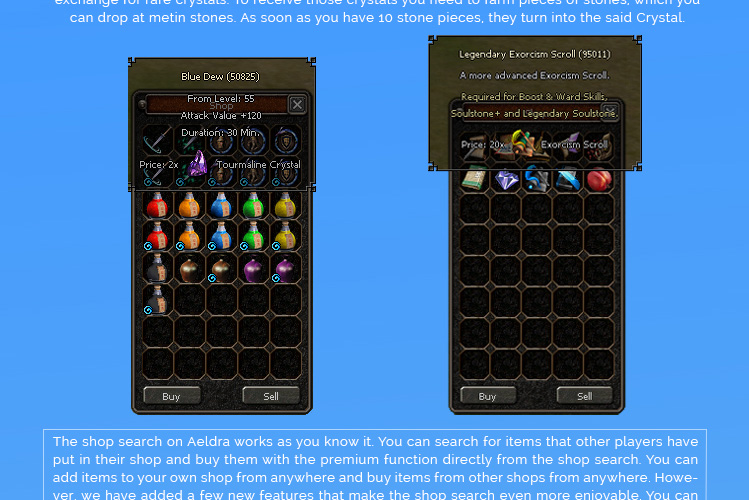 exchange for rare crystals. To receive those crystals you need to farm pieces of stones, which you
can drop at metin stones. As soon as you have 10 stone pieces, they turn into the said Crystal.
Blue Dew (50825)
From Level: 55
Shop
Attack Value +120
Duration: 30 Min.
Price: 2x Tourmaline Crystal
Buy
Sell
Legendary Exorcism Scroll (95011)
A more advanced Exorcism Scroll.
Required for Boost & Ward Skills,
Soulstone+ and Legendary Soulstone.
Price: 20x Exorcism Scroll
Buy
Sell
The shop search on Aeldra works as you know it. You can search for items that other players have
put in their shop and buy them with the premium function directly from the shop search. You can
add items to your own shop from anywhere and buy items from other shops from anywhere. Howe-
ver, we have added a few new features that make the shop search even more enjoyable. You can